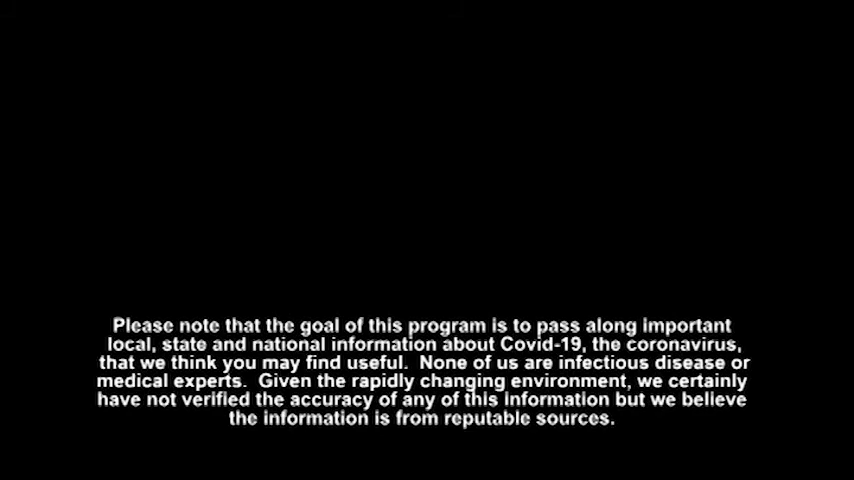 Please note that the goal of this program is to pass along important
local, state and national information about Covid-19, the coronavirus,
that we think you may find useful.  None of us are infectious disease or
medical experts.  Given the rapidly changing environment, we certainly
have not verified the accuracy of any of this information but we believe
the information is from reputable sources.